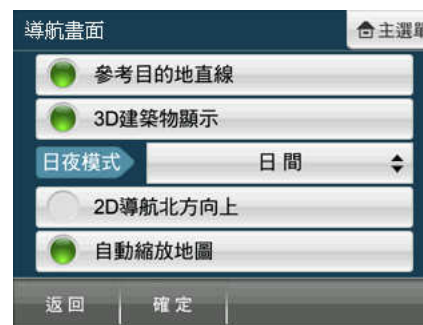 導航畫面
主選單
參考目的地直線
3D建築物顯示
日夜模式 日間
2D導航北方向上
自動縮放地圖
返回 確定